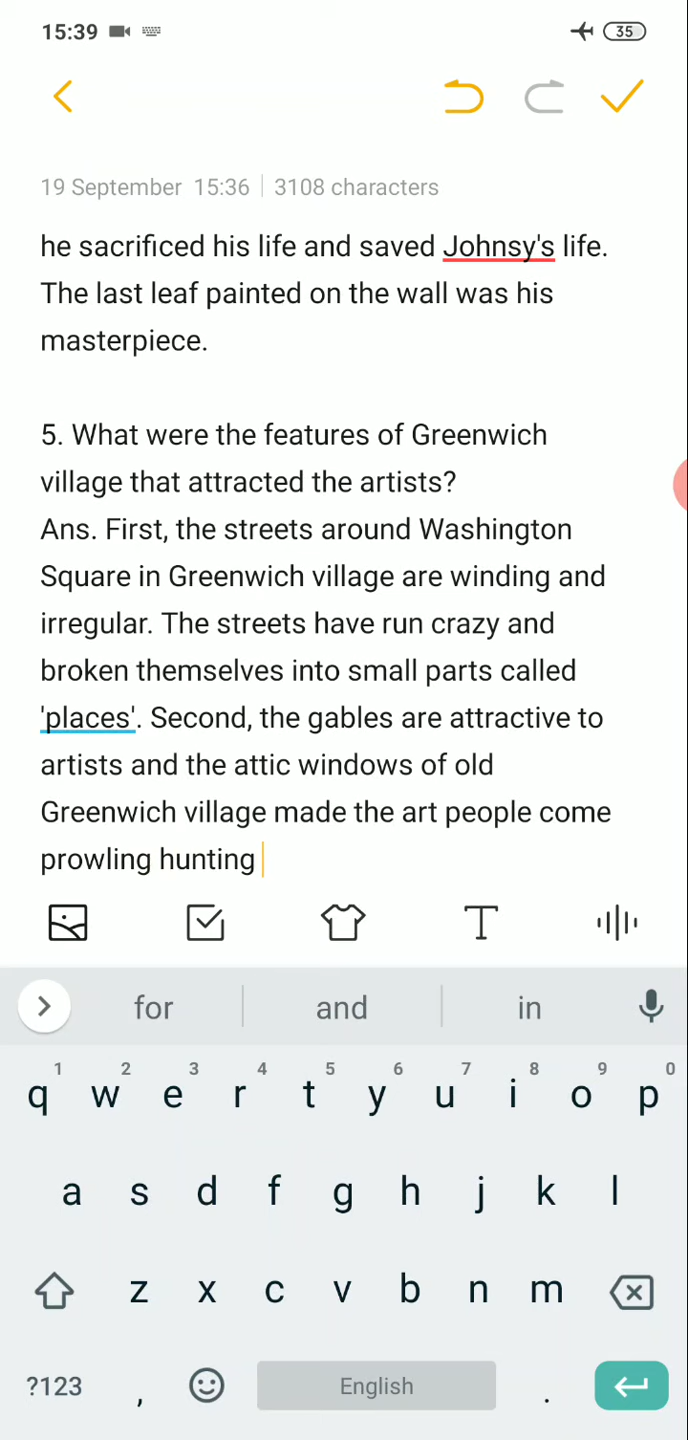 15:39
35
19 September 15:36 | 3108 characters
he sacrificed his life and saved Johnsy's life.
The last leaf painted on the wall was his
masterpiece.
5. What were the features of Greenwich
village that attracted the artists?
Ans. First, the streets around Washington
Square in Greenwich village are winding and
irregular. The streets have run crazy and
broken themselves into small parts called
'places'. Second, the gables are attractive to
artists and the attic windows of old
Greenwich village made the art people come
prowling hunting
T
for and in
1 2 3 4 5 6 7 8 9 0
q w e r t y u i o p
a s d f g h j k l
z x c v b n m
?123 , English .